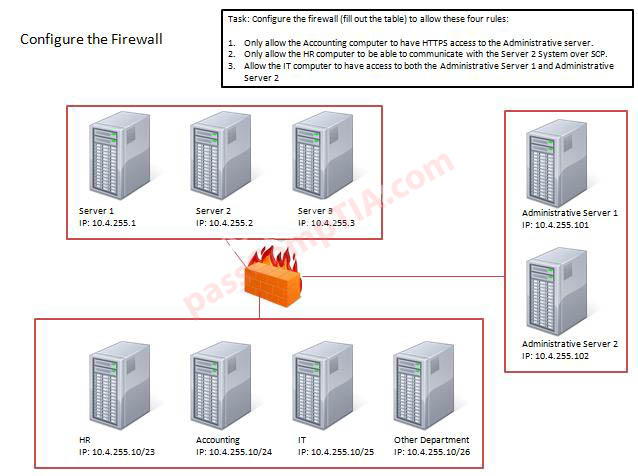 Configure the Firewall
Task: Configure the firewall (fill out the table) to allow these four rules:
1. Only allow the Accounting computer to have HTTPS access to the Administrative server.
2. Only allow the HR computer to be able to communicate with the Server 2 System over SCP.
3. Allow the IT computer to have access to both the Administrative Server 1 and Administrative
Server 2
Server 1
IP: 10.4.255.1
Server 2
IP: 10.4.255.2
Server 3
IP: 10.4.255.3
Administrative Server 1
IP: 10.4.255.101
Administrative Server 2
IP: 10.4.255.102
HR
IP: 10.4.255.10/23
Accounting
IP: 10.4.255.10/24
IT
IP: 10.4.255.10/25
Other Department
IP: 10.4.255.10/26